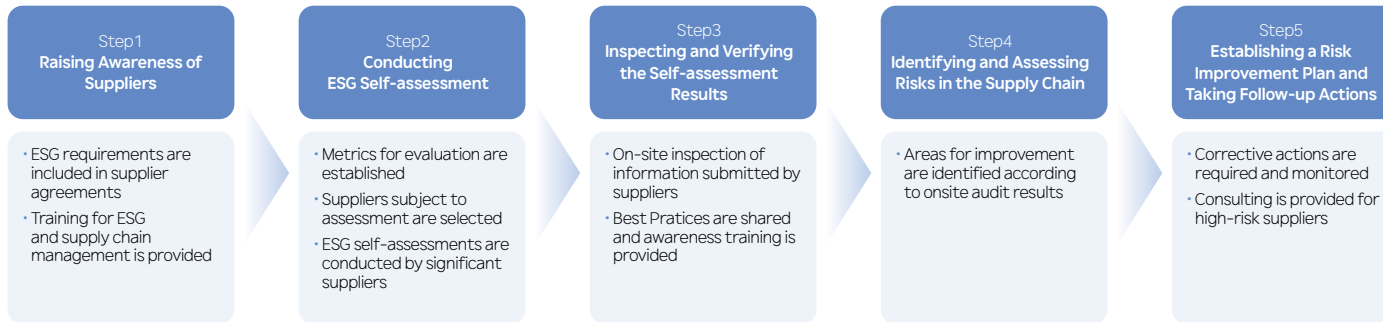 Step1
Raising Awareness of
Suppliers
· ESG requirements are
included in supplier
agreements
· Training for ESG
and supply chain
management is provided
Step2
Conducting
ESG Self-assessment
· Metrics for evaluation are
established
· Suppliers subject to
assessment are selected
· ESG self-assessments are
conducted by significant
suppliers
Step3
Inspecting and Verifying
the Self-assessment
Results
· On-site inspection of
information submitted by
suppliers
· Best Pratices are shared
and awareness training is
provided
Step4
Identifying and Assessing
Risks in the Supply Chain
· Areas for improvement
are identified according
to onsite audit results
Step5
Establishing a Risk
Improvement Plan and
Taking Follow-up Actions
· Corrective actions are
required and monitored
· Consulting is provided for
high-risk suppliers